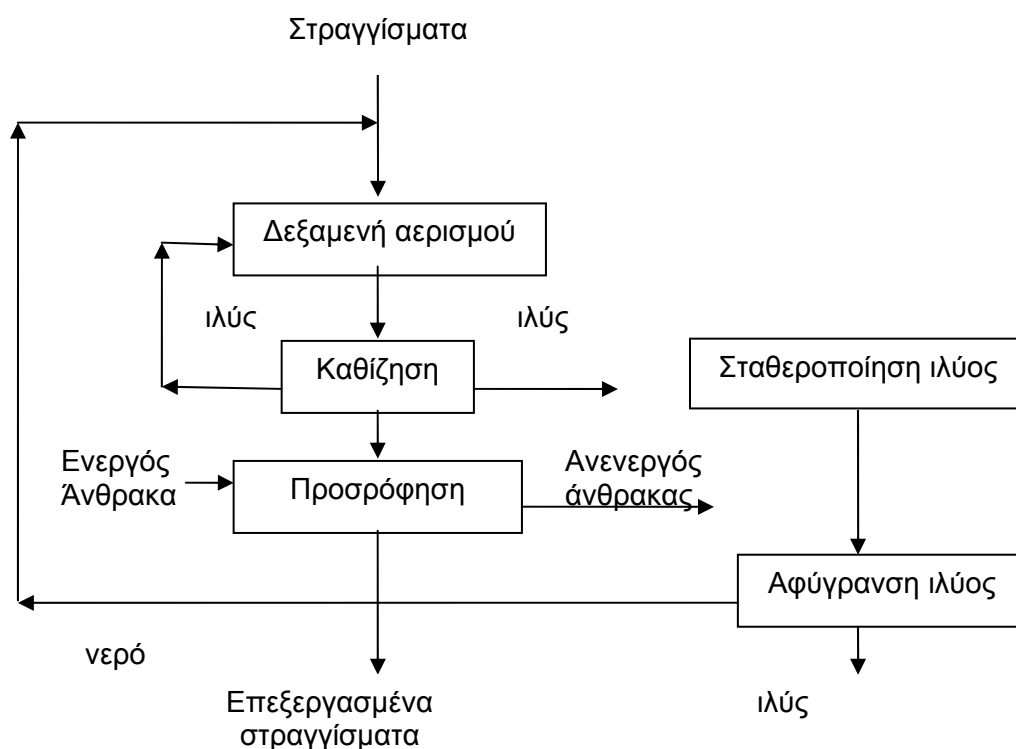 Στραγγίσματα
Δεξαμενή αερισμού
ιλύς
ιλύς
Καθίζηση
Σταθεροποίηση ιλύος
Ενεργός
Άνθρακα
Προσρόφηση
Ανενεργός
άνθρακας
Αφύγρανση ιλύος
νερό
Επεξεργασμένα
στραγγίσματα
ιλύς